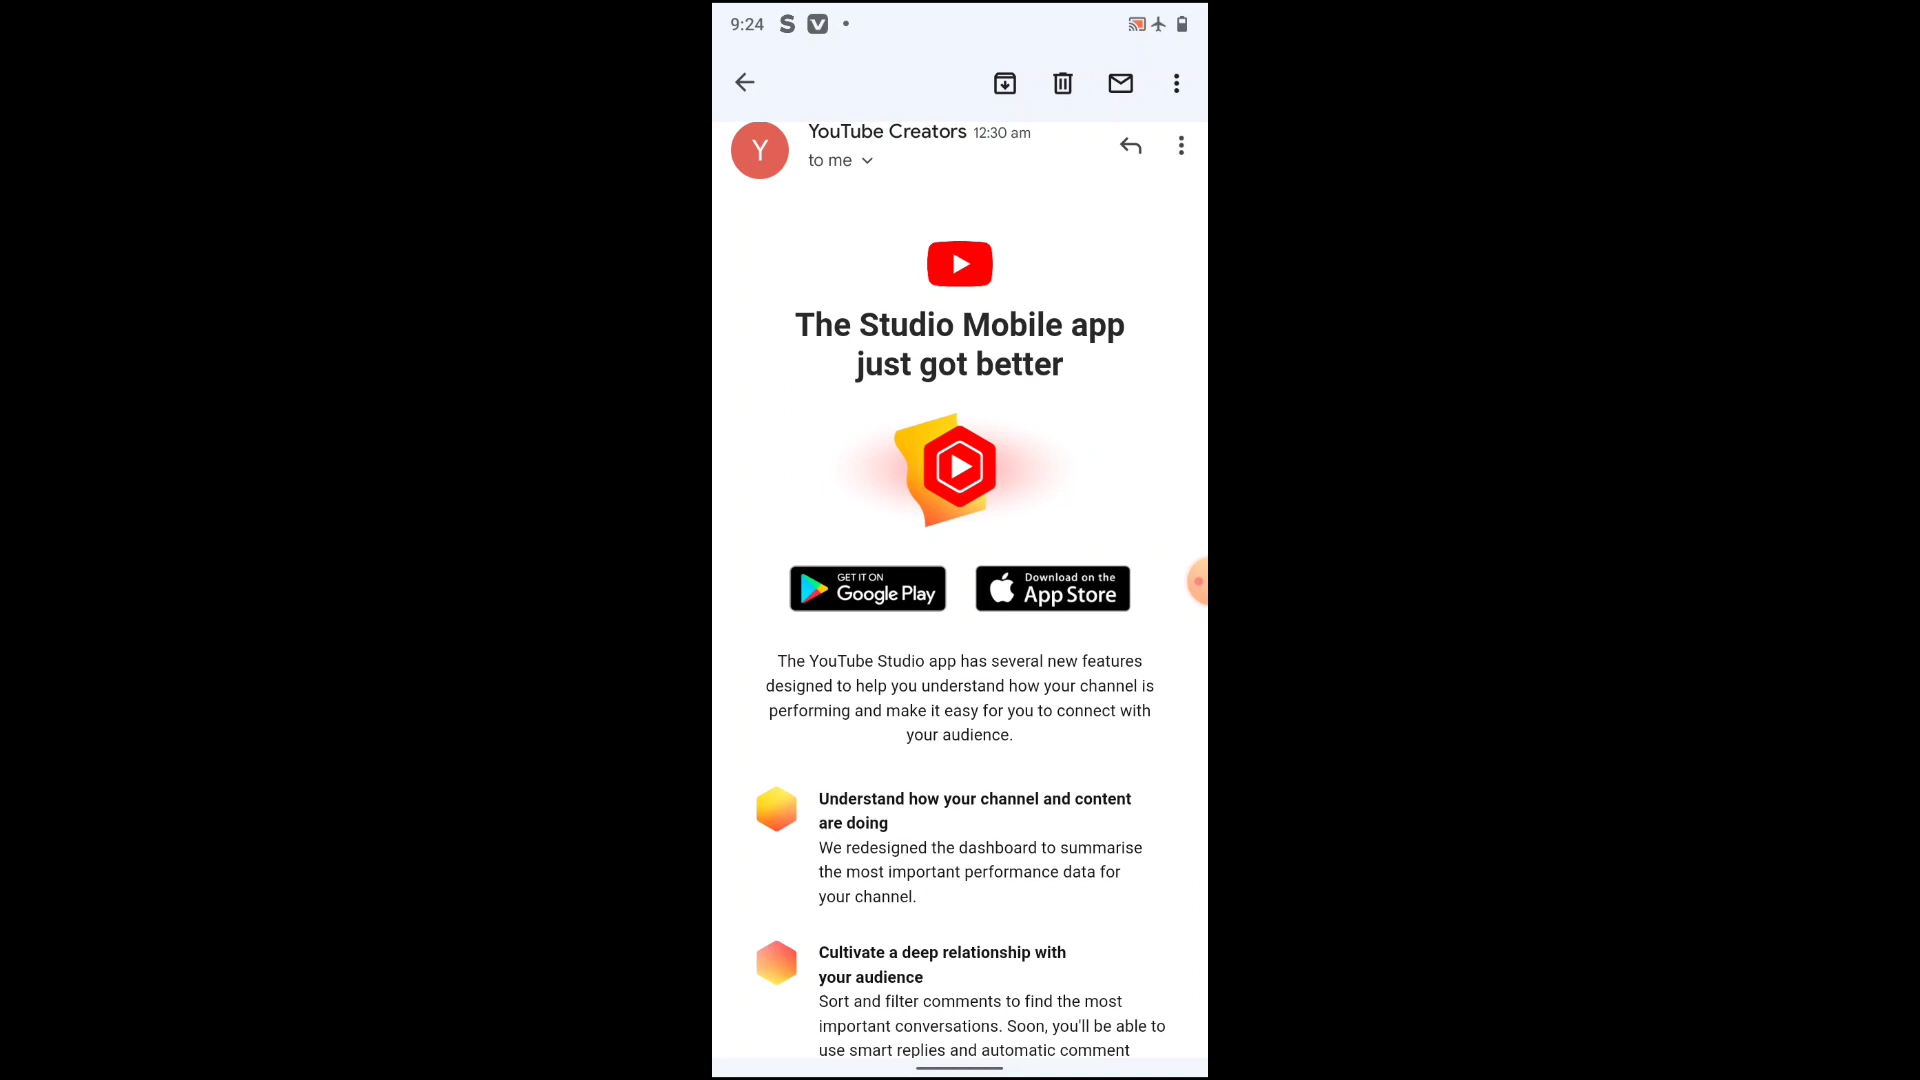 9:24
YouTube Creators 12:30 am
Y
to me
The Studio Mobile app
just got better
GET IT ON
Google Play
Download on the
App Store
The YouTube Studio app has several new features
designed to help you understand how your channel is
performing and make it easy for you to connect with
your audience.
Understand how your channel and content
are doing
We redesigned the dashboard to summarise
the most important performance data for
your channel.
Cultivate a deep relationship with
your audience
Sort and filter comments to find the most
important conversations. Soon, you'll be able to
use smart replies and automatic comment